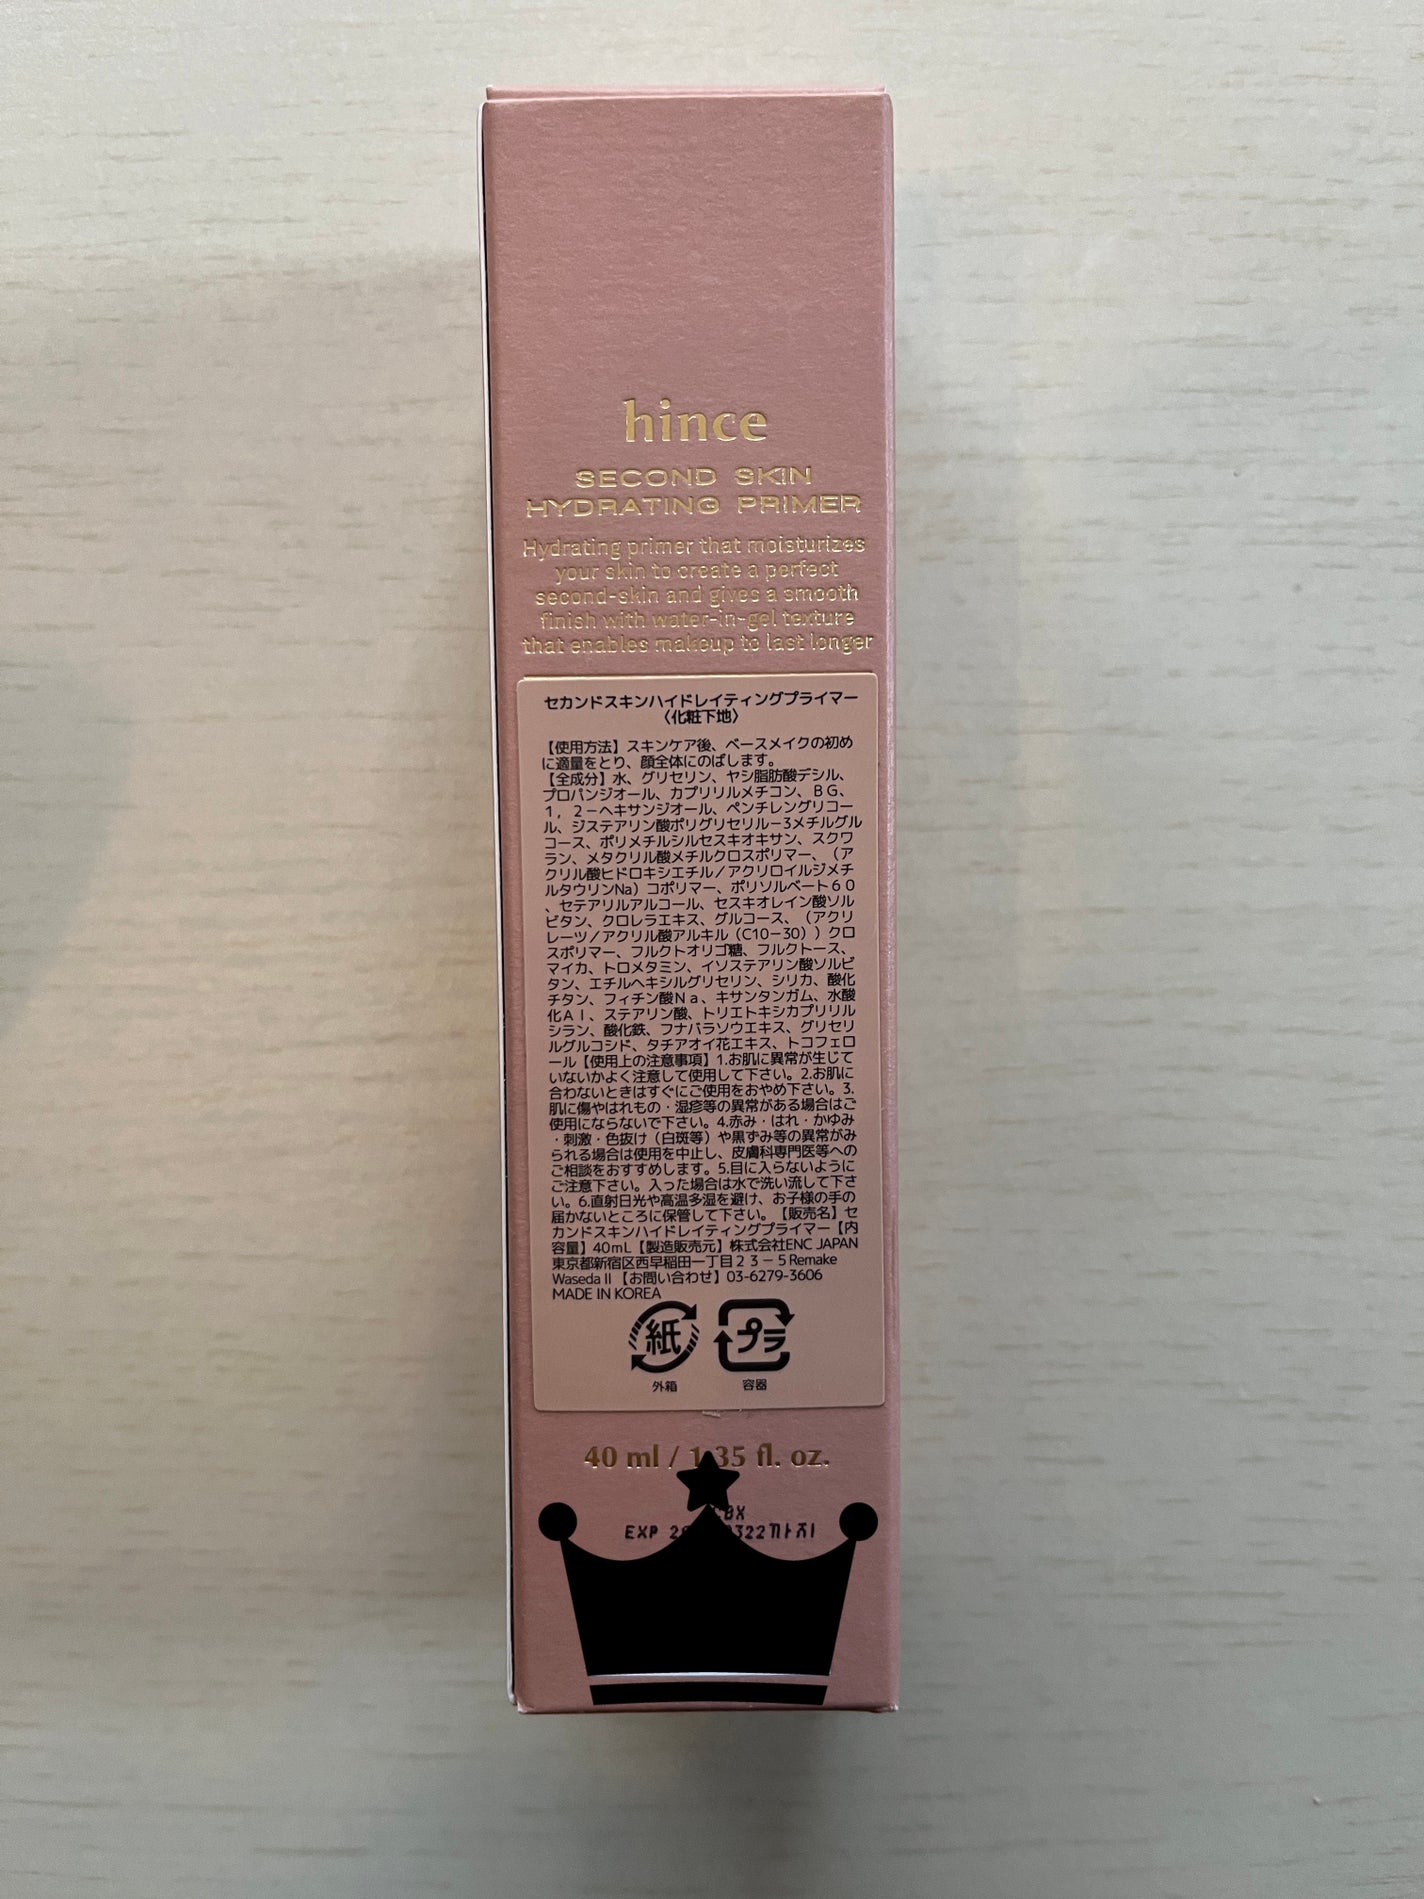 hince
SECOND SKIN
HYDRATING PRIMER
Hydrating primer that moisturizes
your skin to create a perfect
second-skin and gives a smooth
finish with water-in-gel texture
that enables makeup to last longer
セカンドスキンハイドレイティングプライマー
〈化粧下地〉
【使用方法】スキンケア後、ベースメイクの初め
に適量をとり、顔全体にのばします。
【全成分】水、グリセリン、ヤシ脂肪酸デシル、
プロパンジオール、カプリリルメチコン、BG、
1，2－ヘキサンジオール、ペンチレングリコー
ル、ジステアリン酸ポリグリセリル－3メチルグル
コース、ポリメチルシルセスキオキサン、スクワ
ラン、メタクリル酸メチルクロスポリマー、（ア
クリル酸ヒドロキシエチル／アクリロイルジメチ
ルタウリンNa）コポリマー、ポリソルベート６０
、セテアリルアルコール、セスキオレイン酸ソル
ビタン、クロレラエキス、グルコース、（アクリ
レーツ／アクリル酸アルキル（C10－30））クロ
スポリマー、フルクトオリゴ糖、フルクトース、
マイカ、トロメタミン、イソステアリン酸ソルビ
タン、エチルヘキシルグリセリン、シリカ、酸化
チタン、フィチン酸Ｎａ、キサンタンガム、水酸
化Ａｌ、ステアリン酸、トリエトキシカプリリル
シラン、酸化鉄、フナバラソウエキス、グリセリ
ルグルコシド、タチアオイ花エキス、トコフェロ
ール【使用上の注意事項】1.お肌に異常が生じて
いないかよく注意して使用して下さい。2.お肌に
合わないときはすぐにご使用をおやめ下さい。3.
肌に傷やはれもの・湿疹等の異常がある場合はご
使用にならないで下さい。4.赤み・はれ・かゆみ
・刺激・色抜け（白斑等）や黒ずみ等の異常がみ
られる場合は使用を中止し、皮膚科専門医等への
ご相談をおすすめします。5.目に入らないように
ご注意下さい。入った場合は水で洗い流して下さ
い。6.直射日光や高温多湿を避け、お子様の手の
届かないところに保管して下さい。【販売名】セ
カンドスキンハイドレイティングプライマー【内
容量】40mL【製造販売元】株式会社ENC JAPAN
東京都新宿区西早稲田一丁目２３－５Remake
Waseda II【お問い合わせ】03-6279-3606
MADE IN KOREA
紙 プラ
外箱 容器
40 ml / 1.35 fl. oz.
EXP